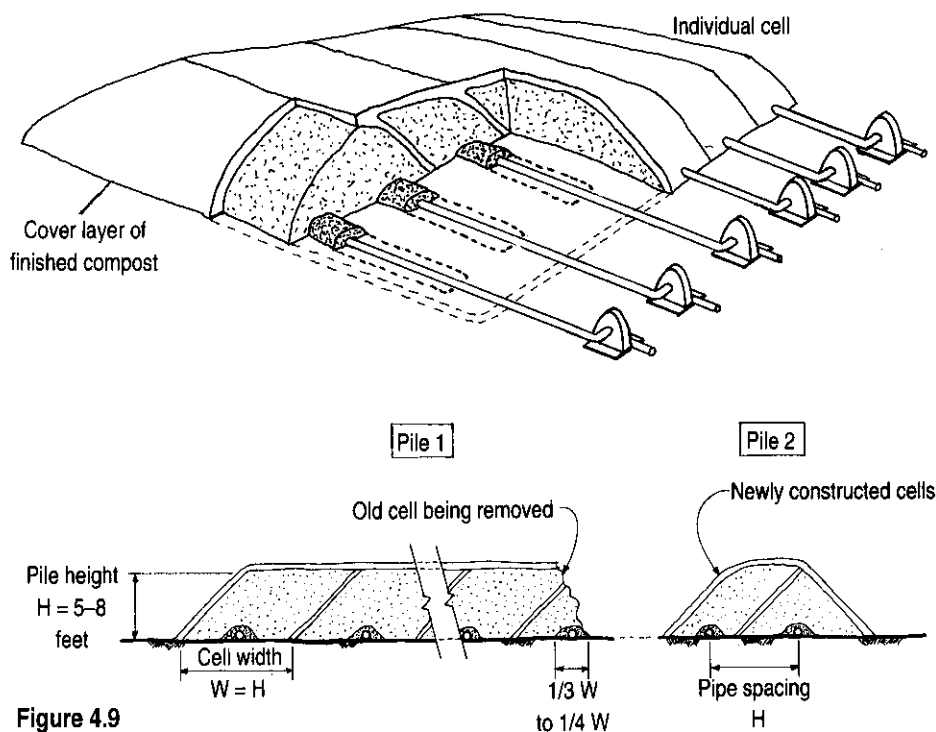 Individual cell
Cover layer of
finished compost
Pile 1
Pile 2
Old cell being removed
Newly constructed cells
Pile height
H = 5–8
feet
Cell width
W = H
1/3 W
to 1/4 W
Pipe spacing
H
Figure 4.9